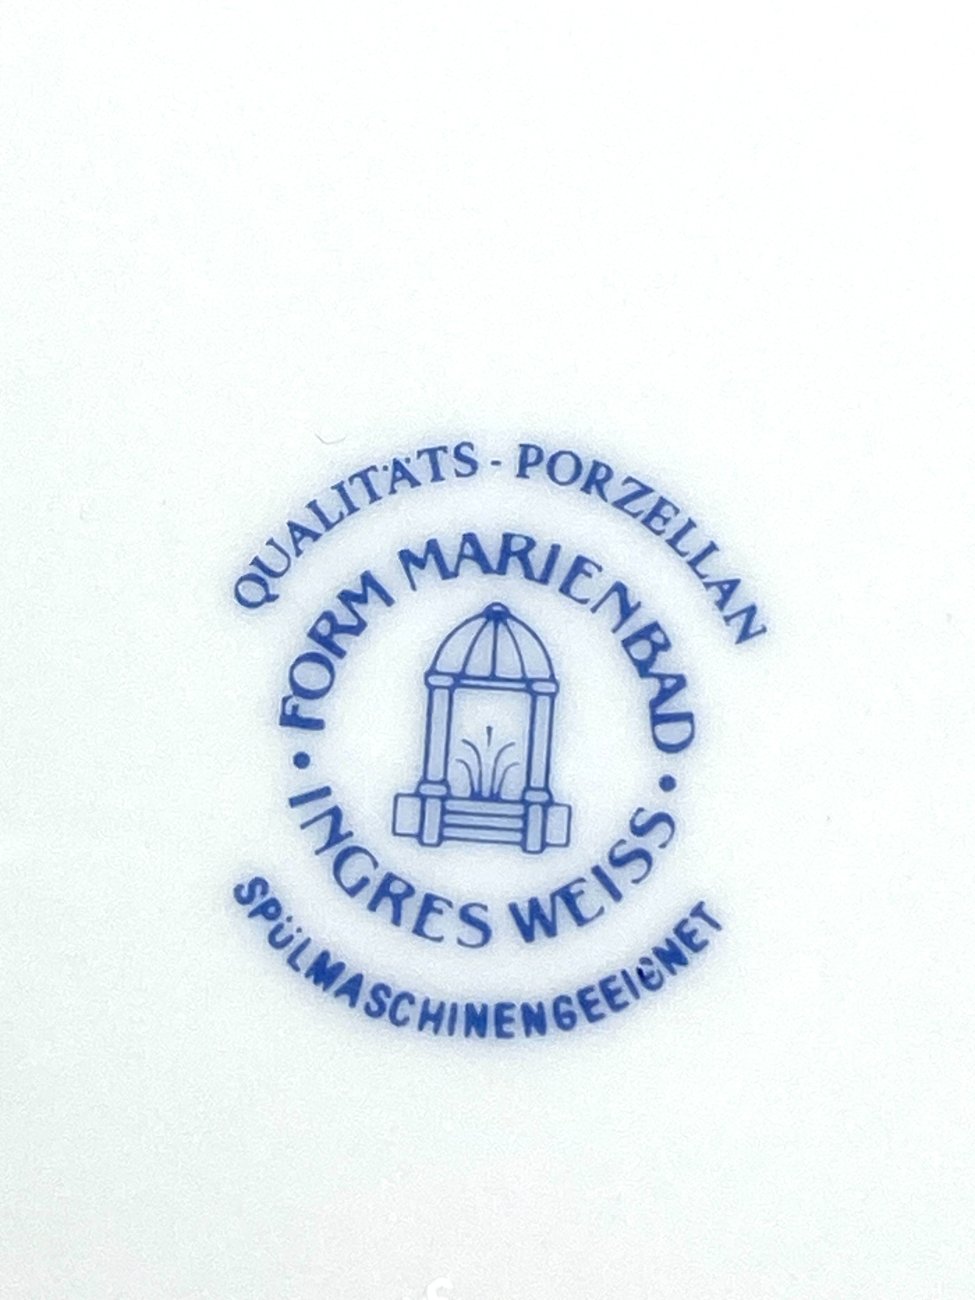 QUALITÄTS - PORZELLAN
• FORM MARIENBAD •
INGRES WEISS
SPÜLMASCHINENGEEIGNET